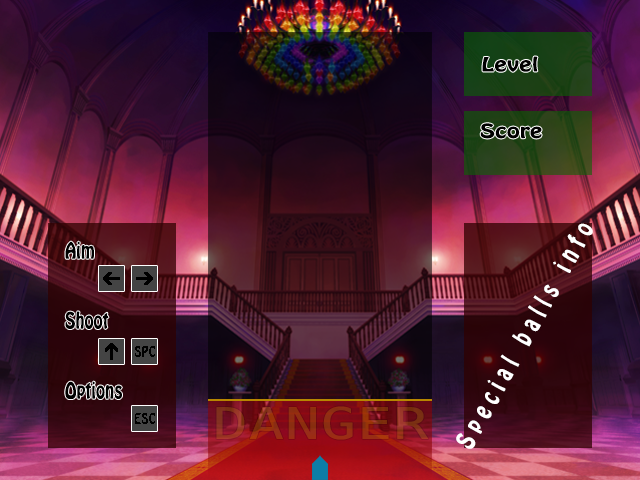 Level
Score
Aim
← →
Shoot
↑ SPC
Options
ESC
Special balls info
DANGER